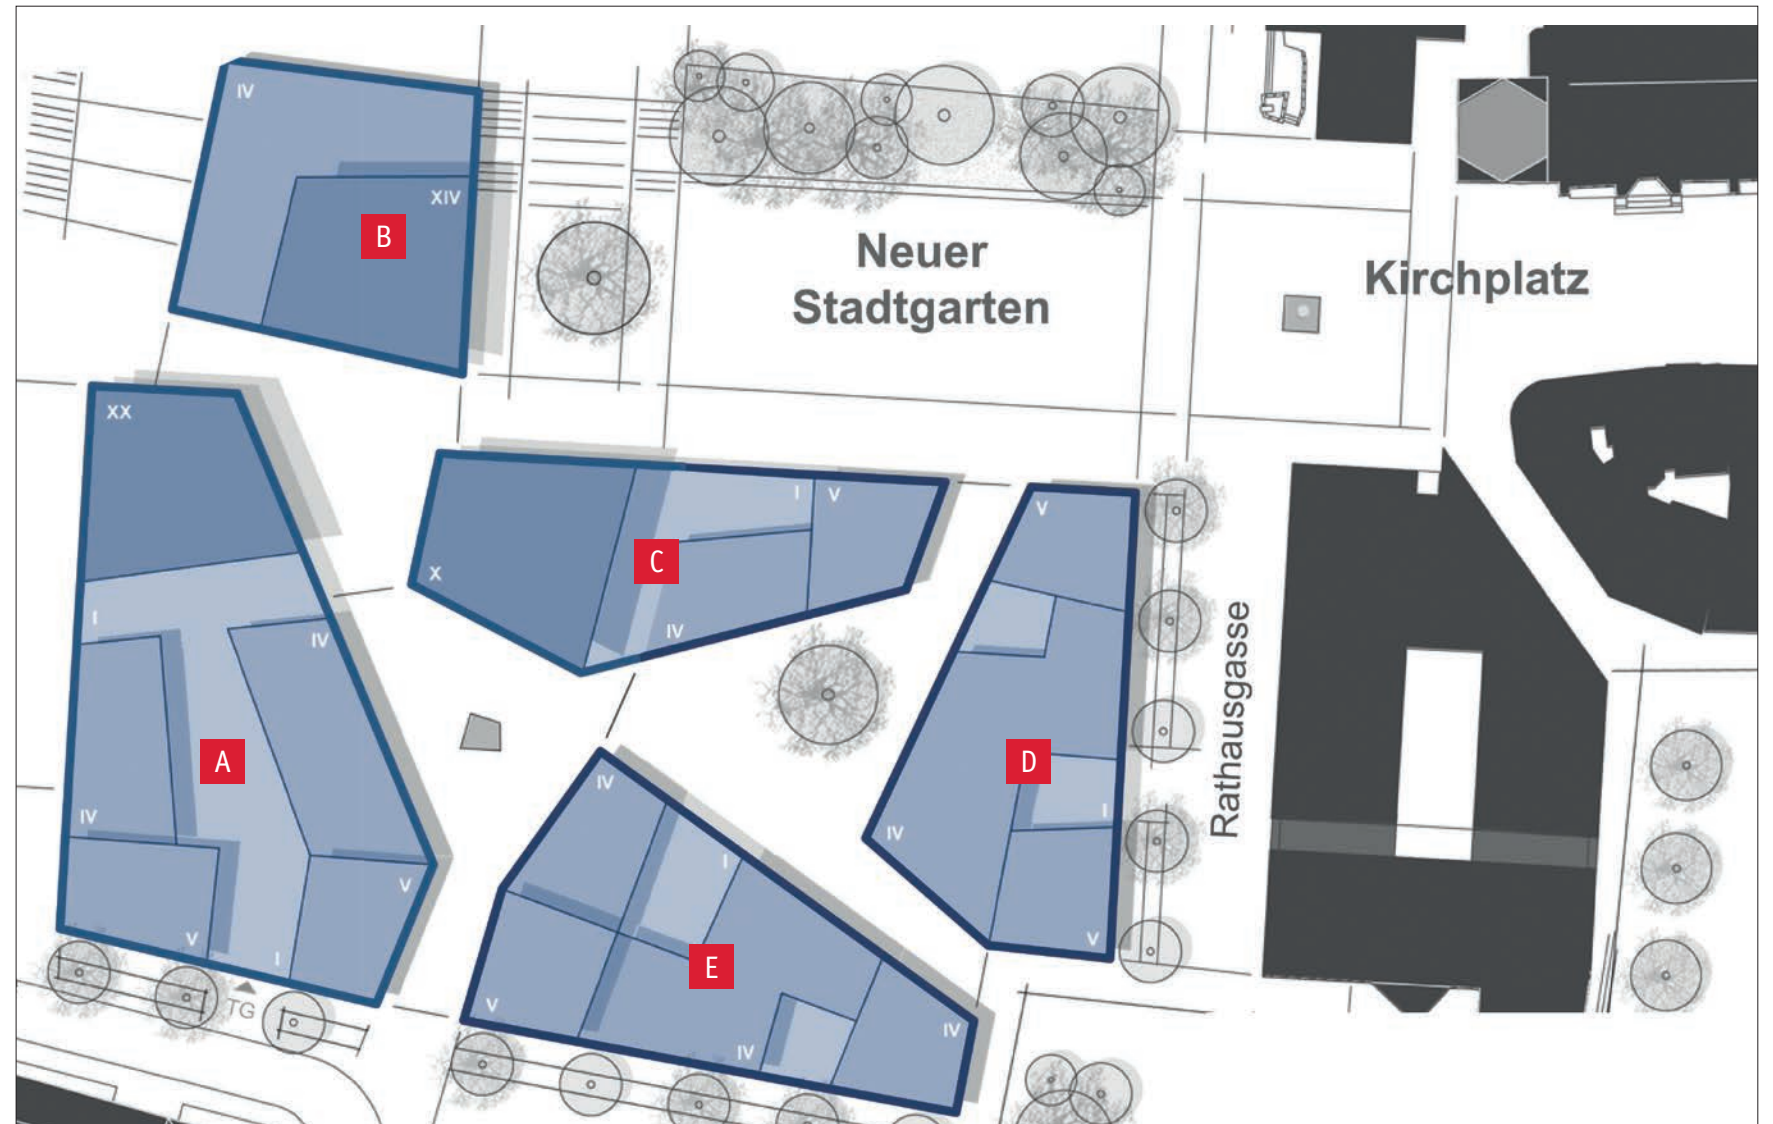 IV
XIV
B
Neuer
Stadtgarten
Kirchplatz
XX
I
IV
A
IV
V
V
I
TG
X
C
I
V
IV
V
D
IV
I
V
Rathausgasse
IV
I
E
V
IV
IV